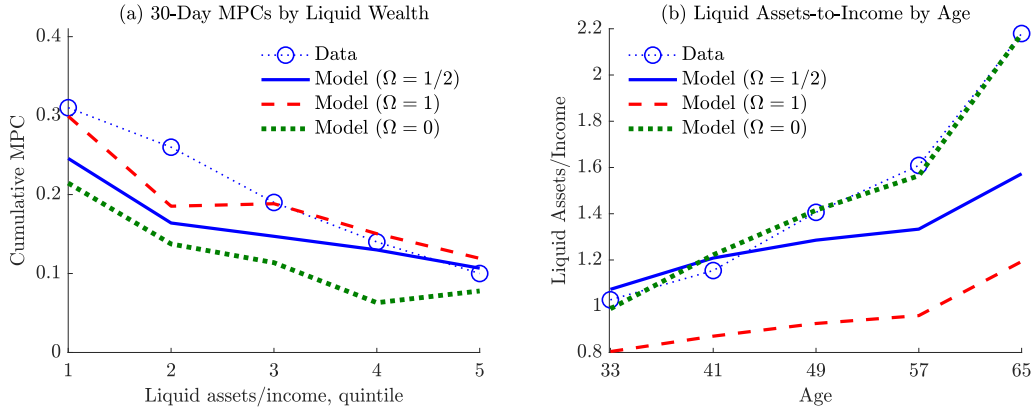 (a) 30-Day MPCs by Liquid Wealth
0.4
0.3
0.2
0.1
0
Cumulative MPC
Data
Model (Ω = 1/2)
Model (Ω = 1)
Model (Ω = 0)
1 2 3 4 5
Liquid assets/income, quintile
(b) Liquid Assets-to-Income by Age
2.2
2
1.8
1.6
1.4
1.2
1
0.8
Liquid Assets/Income
Data
Model (Ω = 1/2)
Model (Ω = 1)
Model (Ω = 0)
33 41 49 57 65
Age